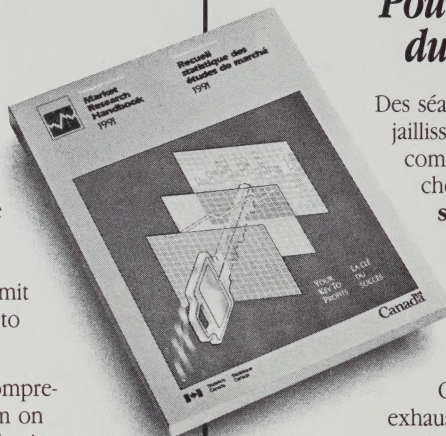 Market
Research
Handbook
1991
Recueil
statistique des
études de marché
1991
YOUR
KEY TO
PROFITS
LA CLÉ
DU
SUCCÈS
Canada
Statistics
Canada
Statistique
Canada
mit
to
ompre-
n on
Pou
du
Des séa
jailliss
com
che
s
exhaus